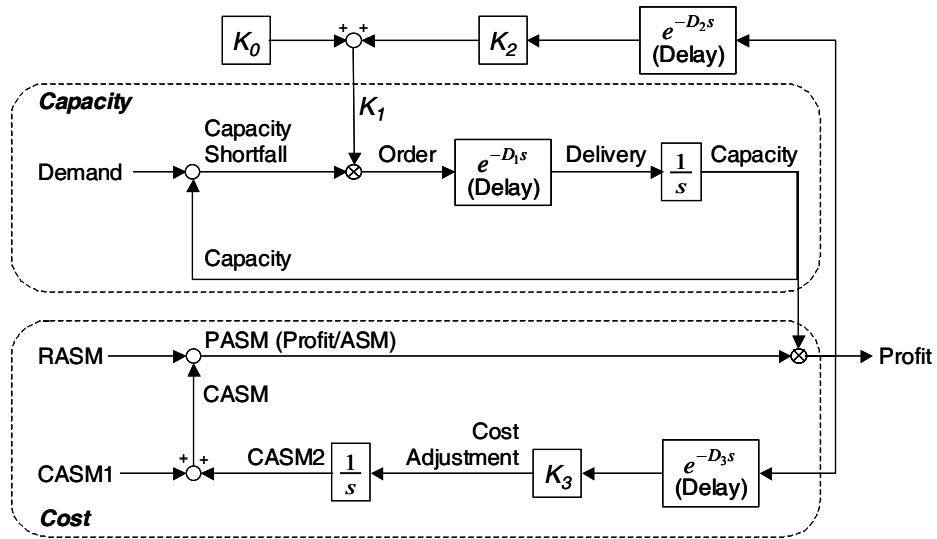 + +
K₀
K₂
e^{-D₂s}
(Delay)
Capacity
K₁
Capacity
Shortfall
Order
e^{-D₁s}
(Delay)
Delivery
1
s
Capacity
Demand
Capacity
RASM
PASM (Profit/ASM)
Profit
CASM
+ +
CASM1
CASM2
1
s
Cost
Adjustment
K₃
e^{-D₃s}
(Delay)
Cost